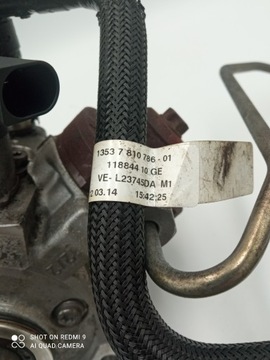 1353 7 810 786 - 01
118844 10 GE
VE- L23745DA M1
03.14 15:42:25
SHOT ON REDMI 9
AI QUAD CAMERA